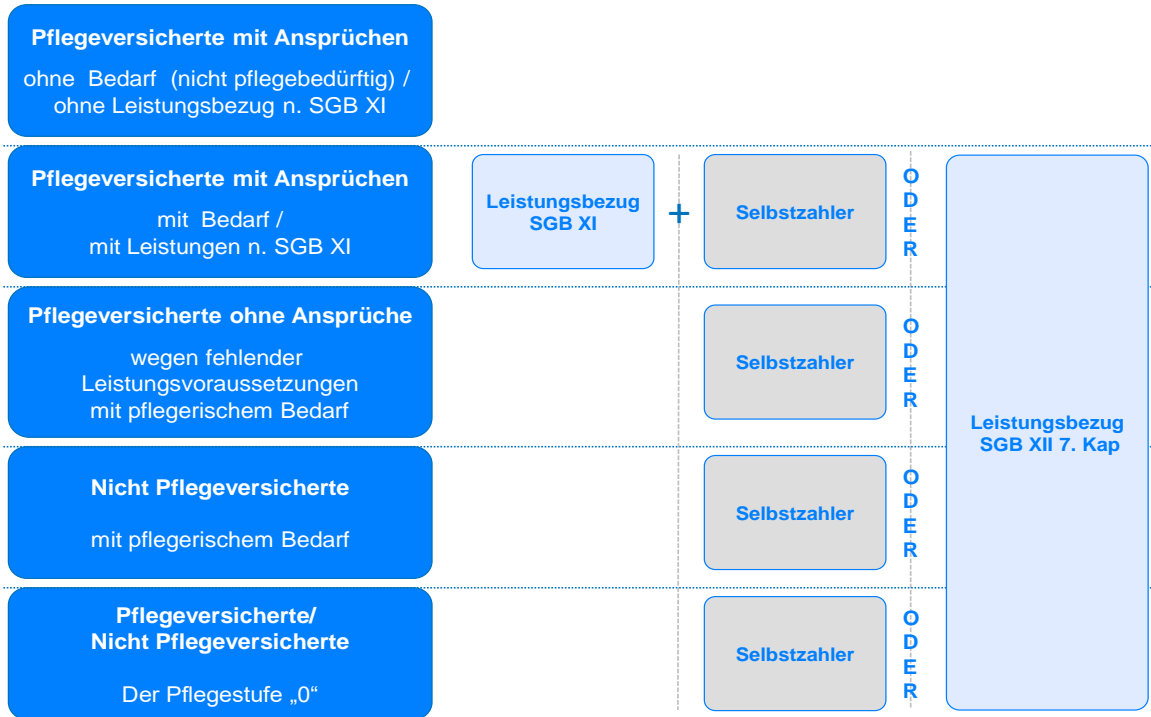 Pflegeversicherte mit Ansprüchen
ohne Bedarf (nicht pflegebedürftig) /
ohne Leistungsbezug n. SGB XI
Pflegeversicherte mit Ansprüchen
mit Bedarf /
mit Leistungen n. SGB XI
Leistungsbezug
SGB XI
+
Selbstzahler
O
D
E
R
Pflegeversicherte ohne Ansprüche
wegen fehlender
Leistungsvoraussetzungen
mit pflegerischem Bedarf
Selbstzahler
O
D
E
R
Leistungsbezug
SGB XII 7. Kap
Nicht Pflegeversicherte
mit pflegerischem Bedarf
Selbstzahler
O
D
E
R
Pflegeversicherte/
Nicht Pflegeversicherte
Der Pflegestufe „0“
Selbstzahler
O
D
E
R